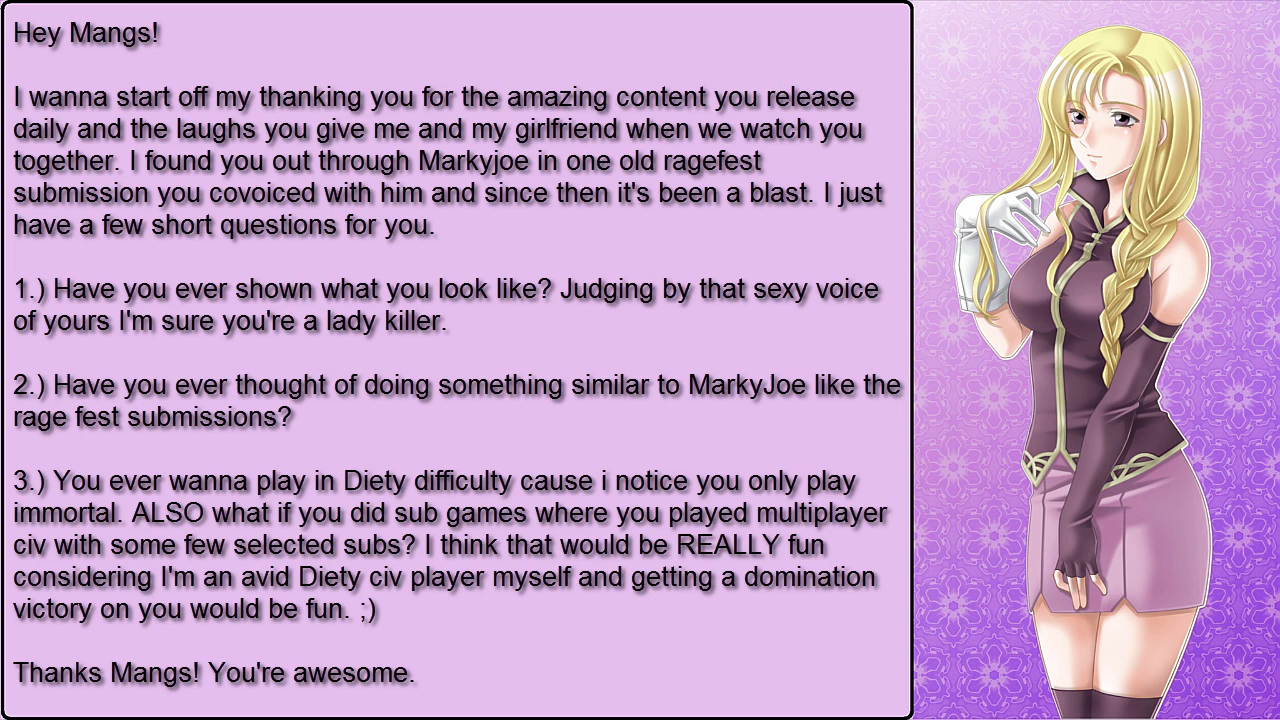 Hey Mangs!
I wanna start off my thanking you for the amazing content you release
daily and the laughs you give me and my girlfriend when we watch you
together. I found you out through Markyjoe in one old ragefest
submission you covoiced with him and since then it's been a blast. I just
have a few short questions for you.
1.) Have you ever shown what you look like? Judging by that sexy voice
of yours I'm sure you're a lady killer.
2.) Have you ever thought of doing something similar to MarkyJoe like the
rage fest submissions?
3.) You ever wanna play in Diety difficulty cause i notice you only play
immortal. ALSO what if you did sub games where you played multiplayer
civ with some few selected subs? I think that would be REALLY fun
considering I'm an avid Diety civ player myself and getting a domination
victory on you would be fun. ;)
Thanks Mangs! You're awesome.